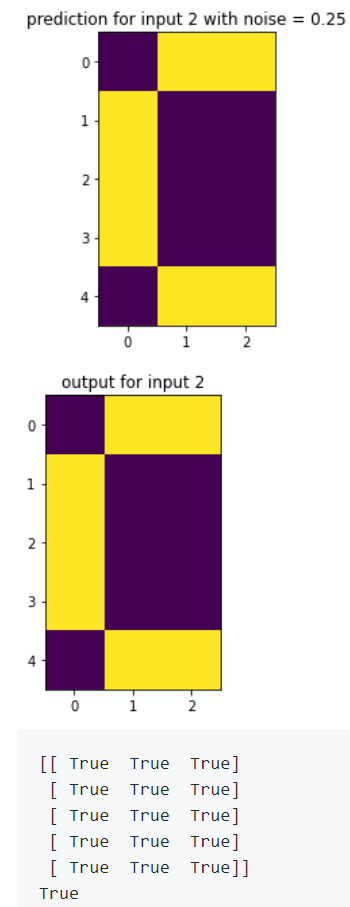 prediction for input 2 with noise = 0.25
0
1
2
3
4
0 1 2
output for input 2
0
1
2
3
4
0 1 2
[[ True True True]
[ True True True]
[ True True True]
[ True True True]
[ True True True]]
True